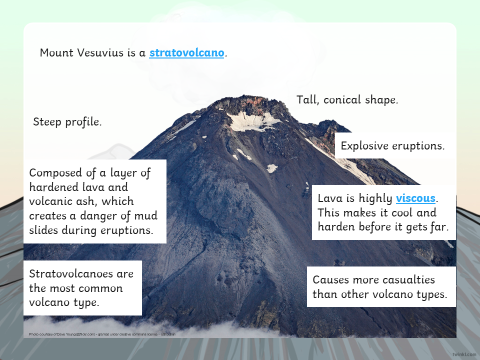 Mount Vesuvius is a stratovolcano.
Tall, conical shape.
Steep profile.
Explosive eruptions.
Composed of a layer of
hardened lava and
volcanic ash, which
creates a danger of mud
slides during eruptions.
Lava is highly viscous.
This makes it cool and
harden before it gets far.
Stratovolcanoes are
the most common
volcano type.
Causes more casualties
than other volcano types.